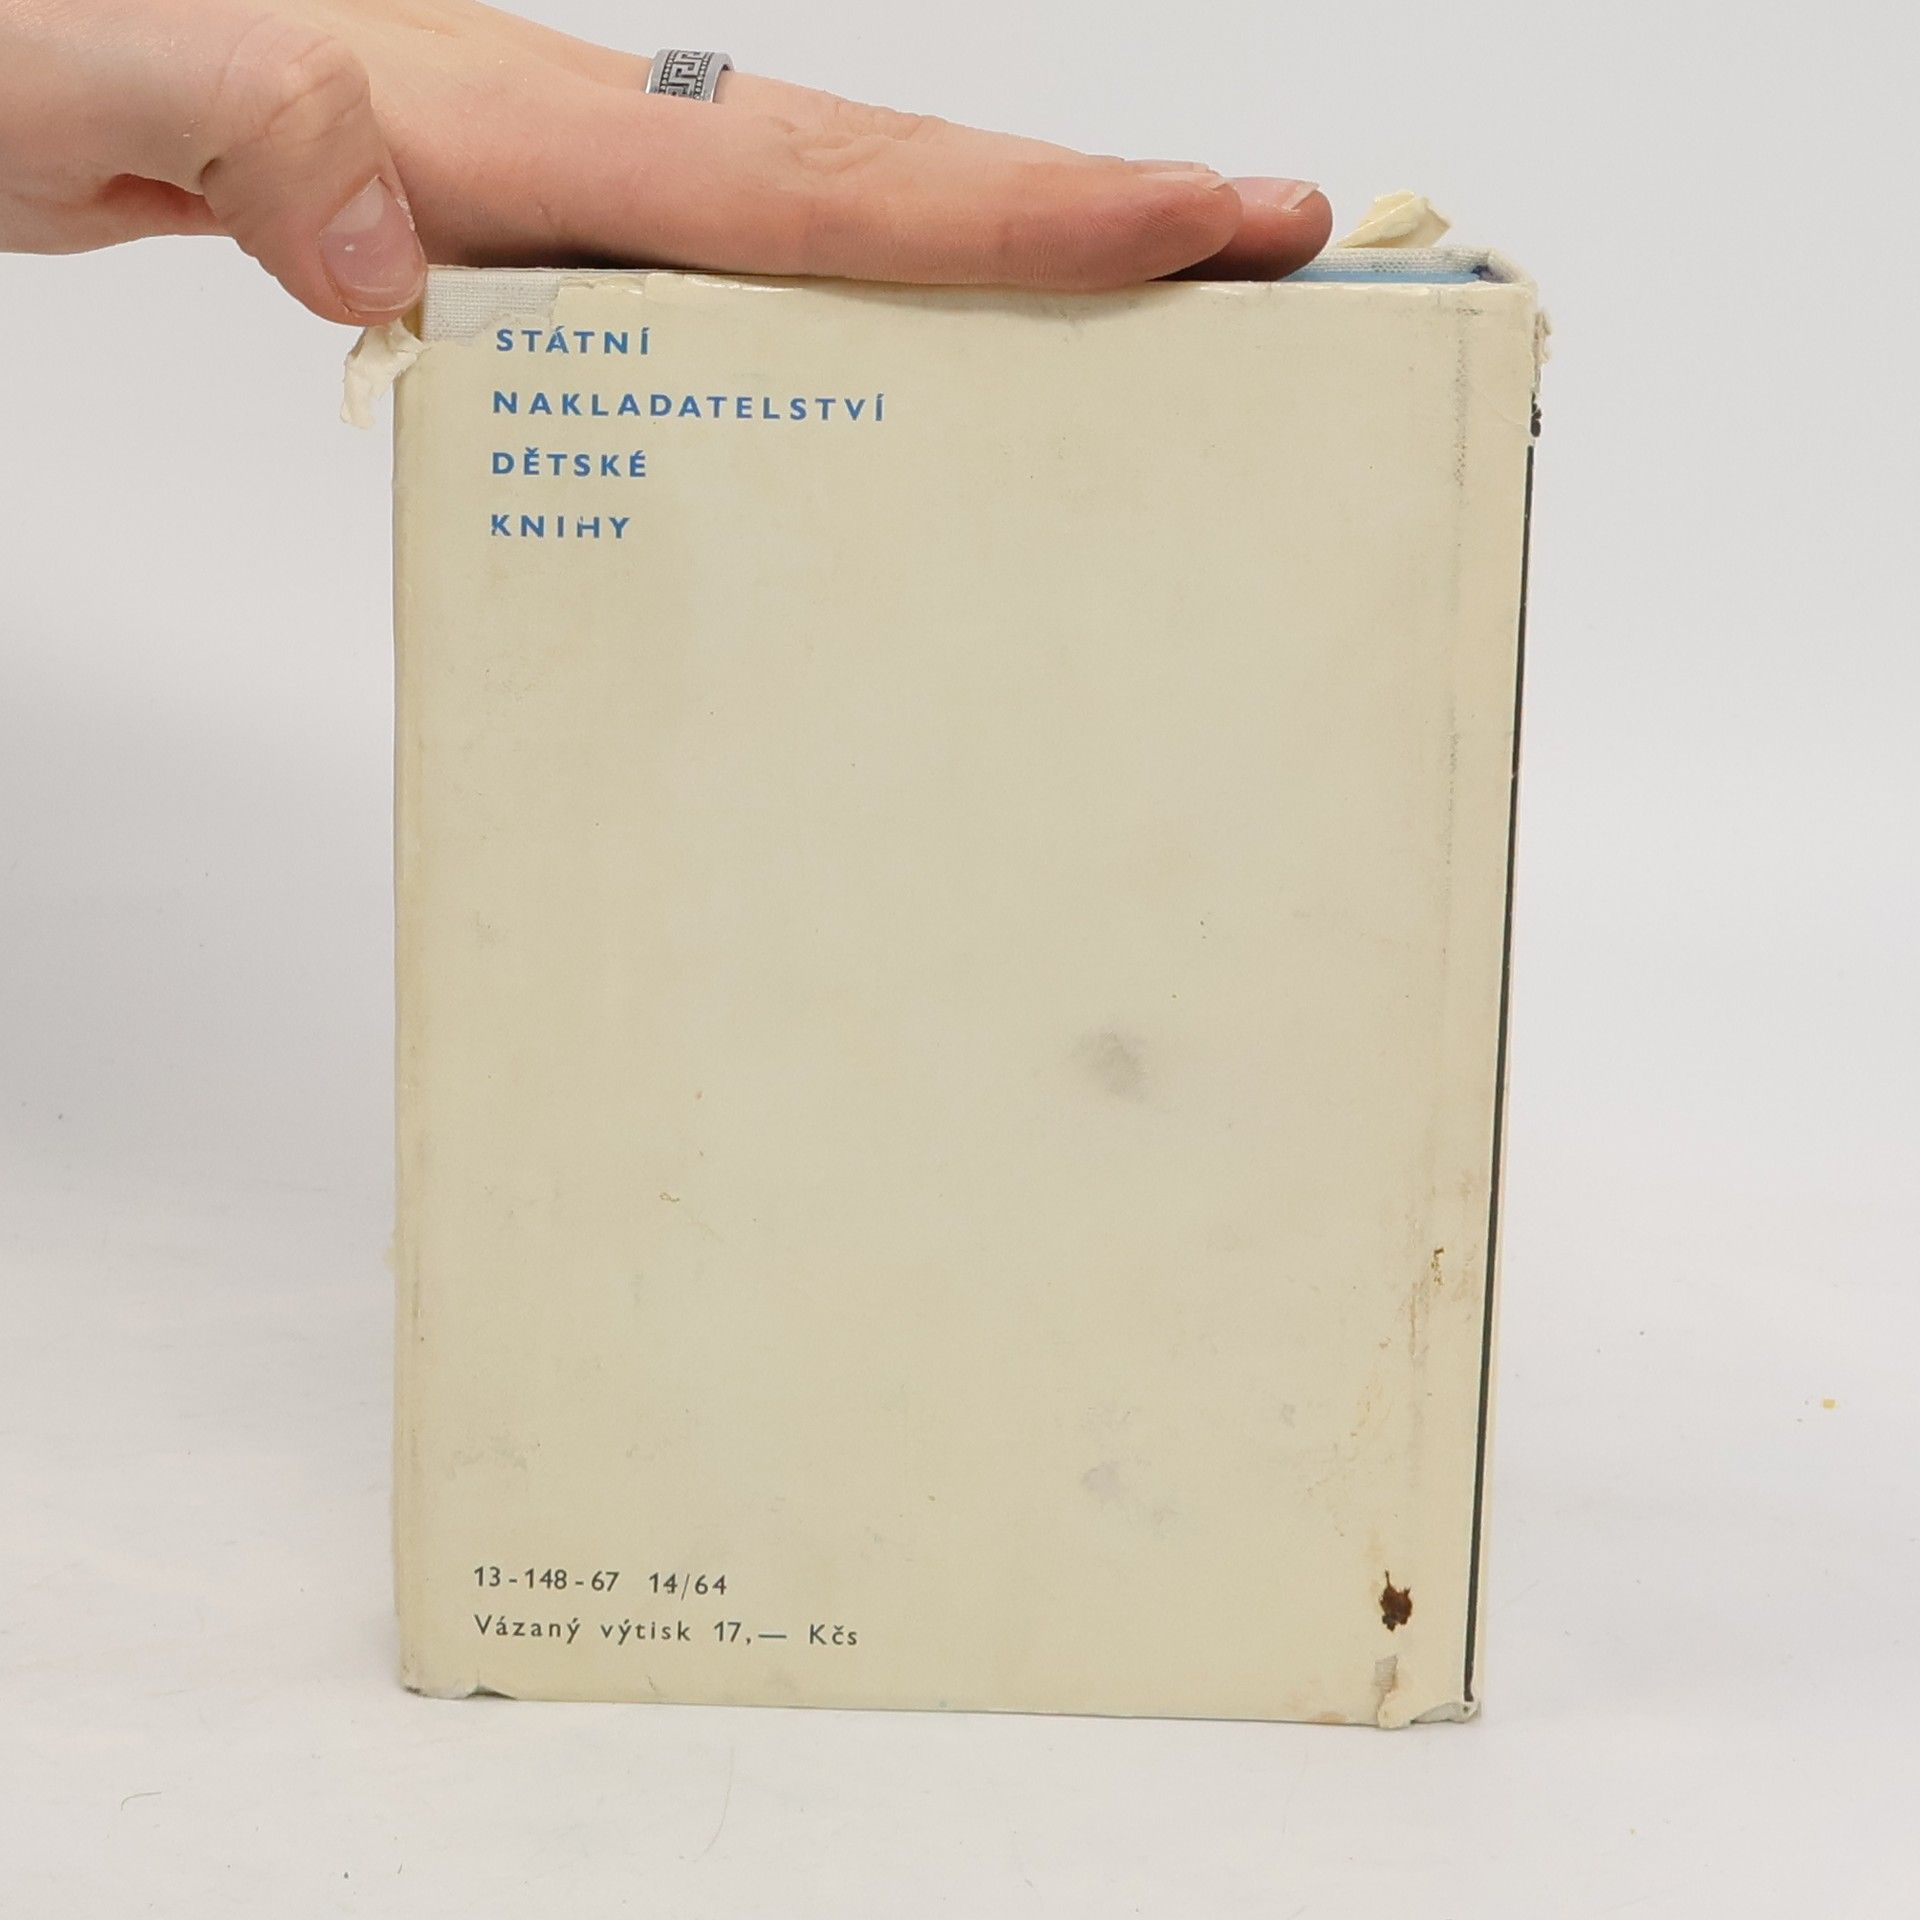 STÁTNÍ
NAKLADATELSTVÍ
DĚTSKÉ
KNIHY
13-148-67 14/64
Vázaný výtisk 17,— Kčs